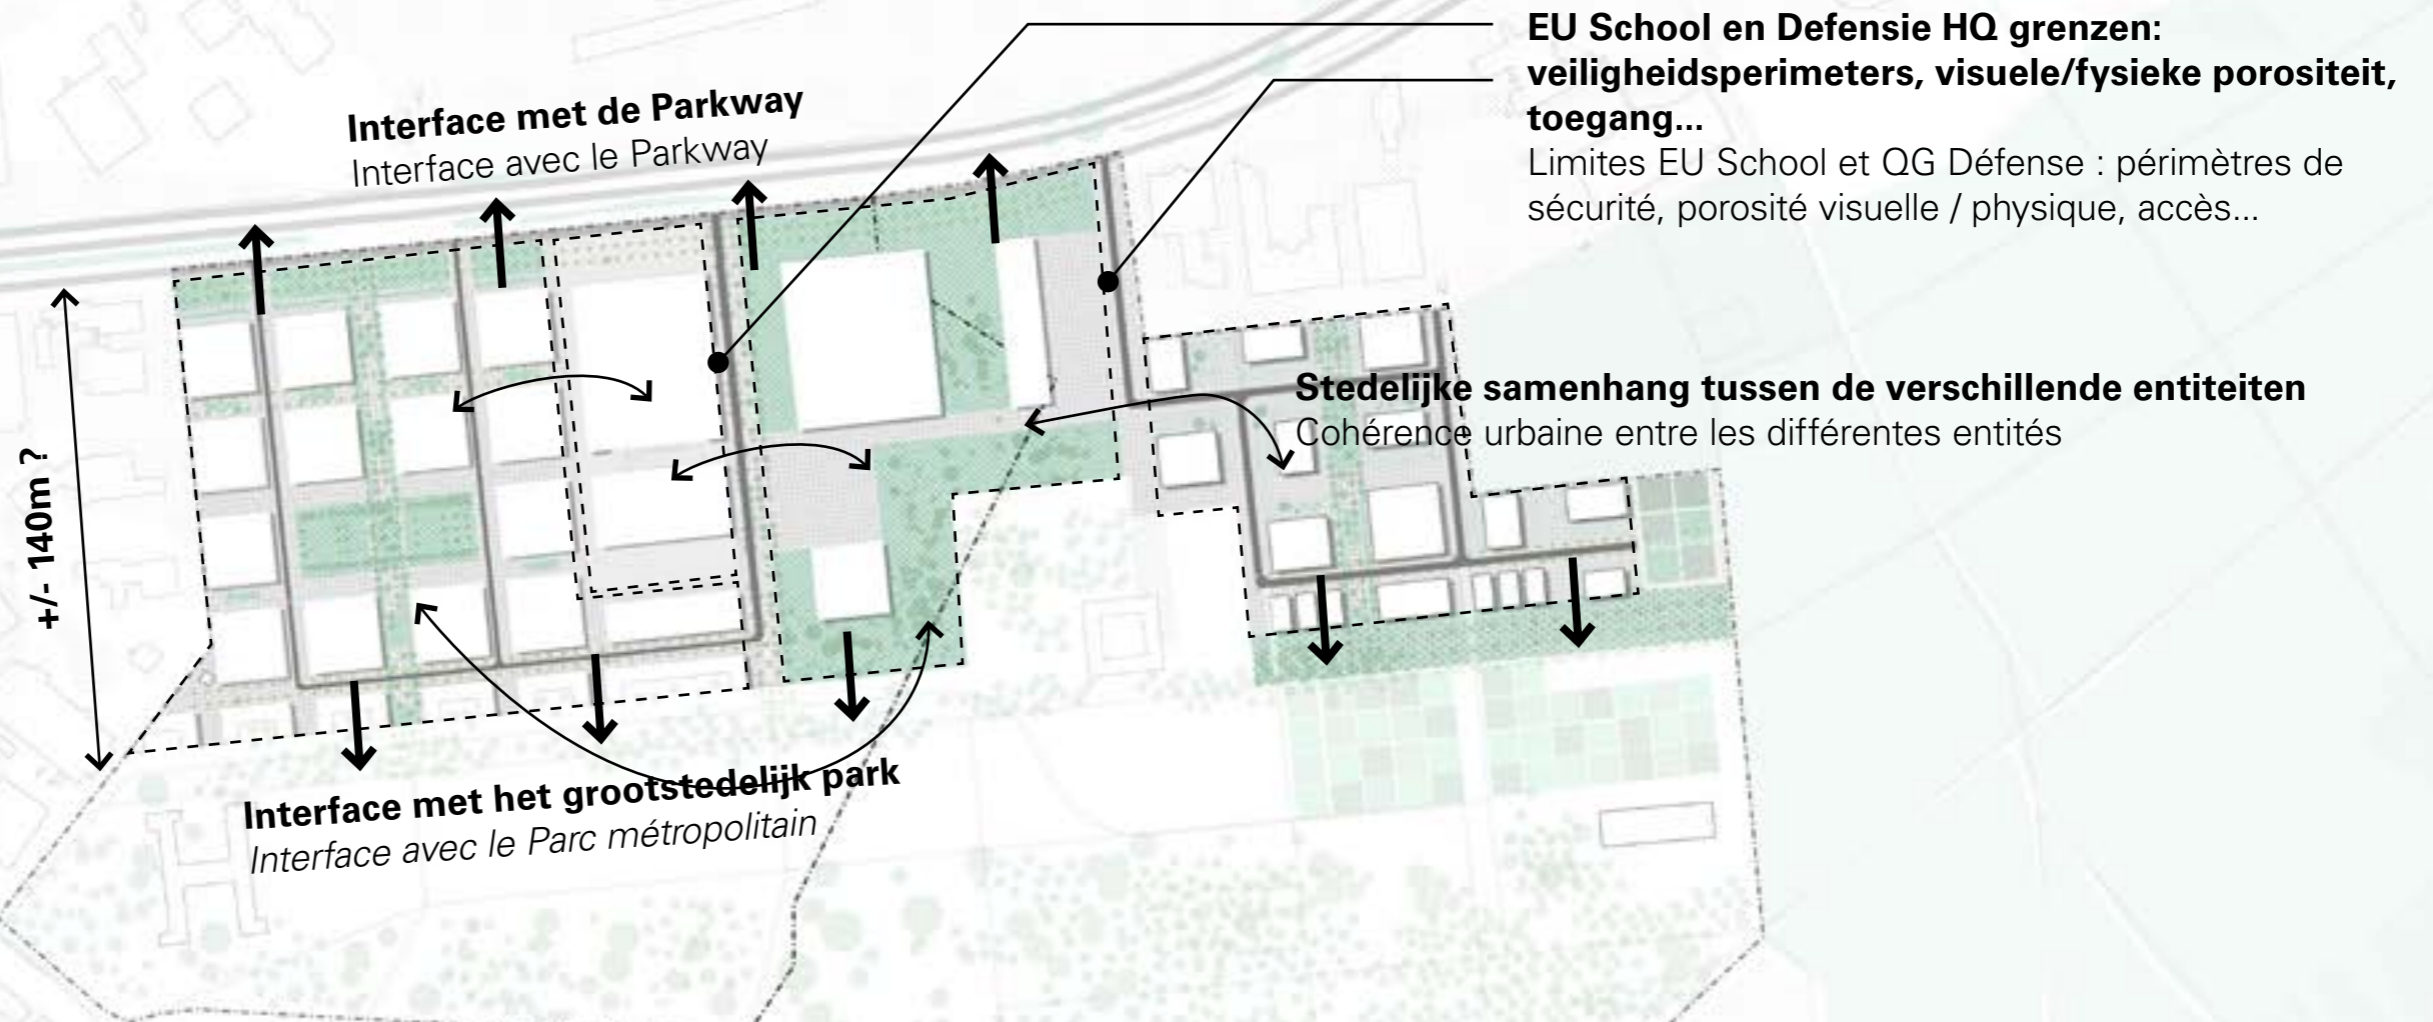 EU School en Defensie HQ grenzen:
veiligheidsperimeters, visuele/fysieke porositeit,
toegang...
Limites EU School et QG Défense : périmètres de
sécurité, porosité visuelle / physique, accès...
Interface met de Parkway
Interface avec le Parkway
Stedelijke samenhang tussen de verschillende entiteiten
Cohérence urbaine entre les différentes entités
+/- 140m ?
Interface met het grootstedelijk park
Interface avec le Parc métropolitain